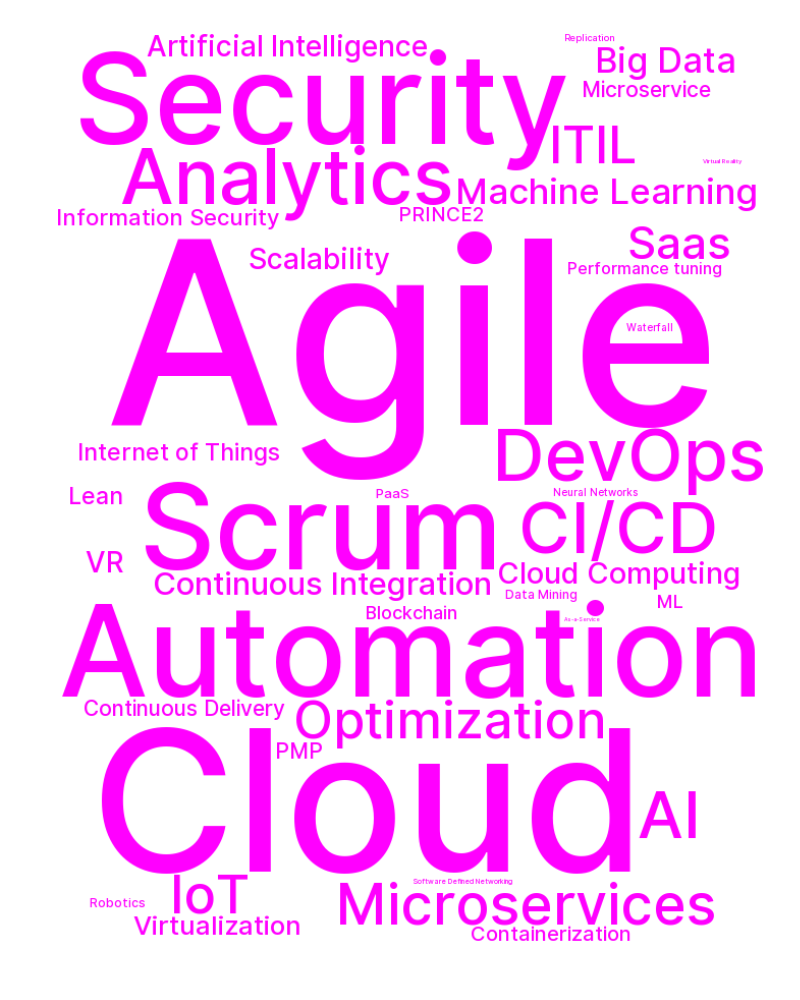 Replication
Artificial Intelligence
Big Data
Security
Microservice
ITIL
Virtual Reality
Analytics
Machine Learning
Information Security
PRINCE2
Saas
Scalability
Performance tuning
Agile
Waterfall
Internet of Things
DevOps
Lean
PaaS
Neural Networks
Scrum
CI/CD
VR
Continuous Integration
Cloud Computing
Data Mining
ML
Blockchain
As-a-Service
Automation
Continuous Delivery
Optimization
PMP
Cloud
AI
Software Defined Networking
IoT
Robotics
Microservices
Virtualization
Containerization